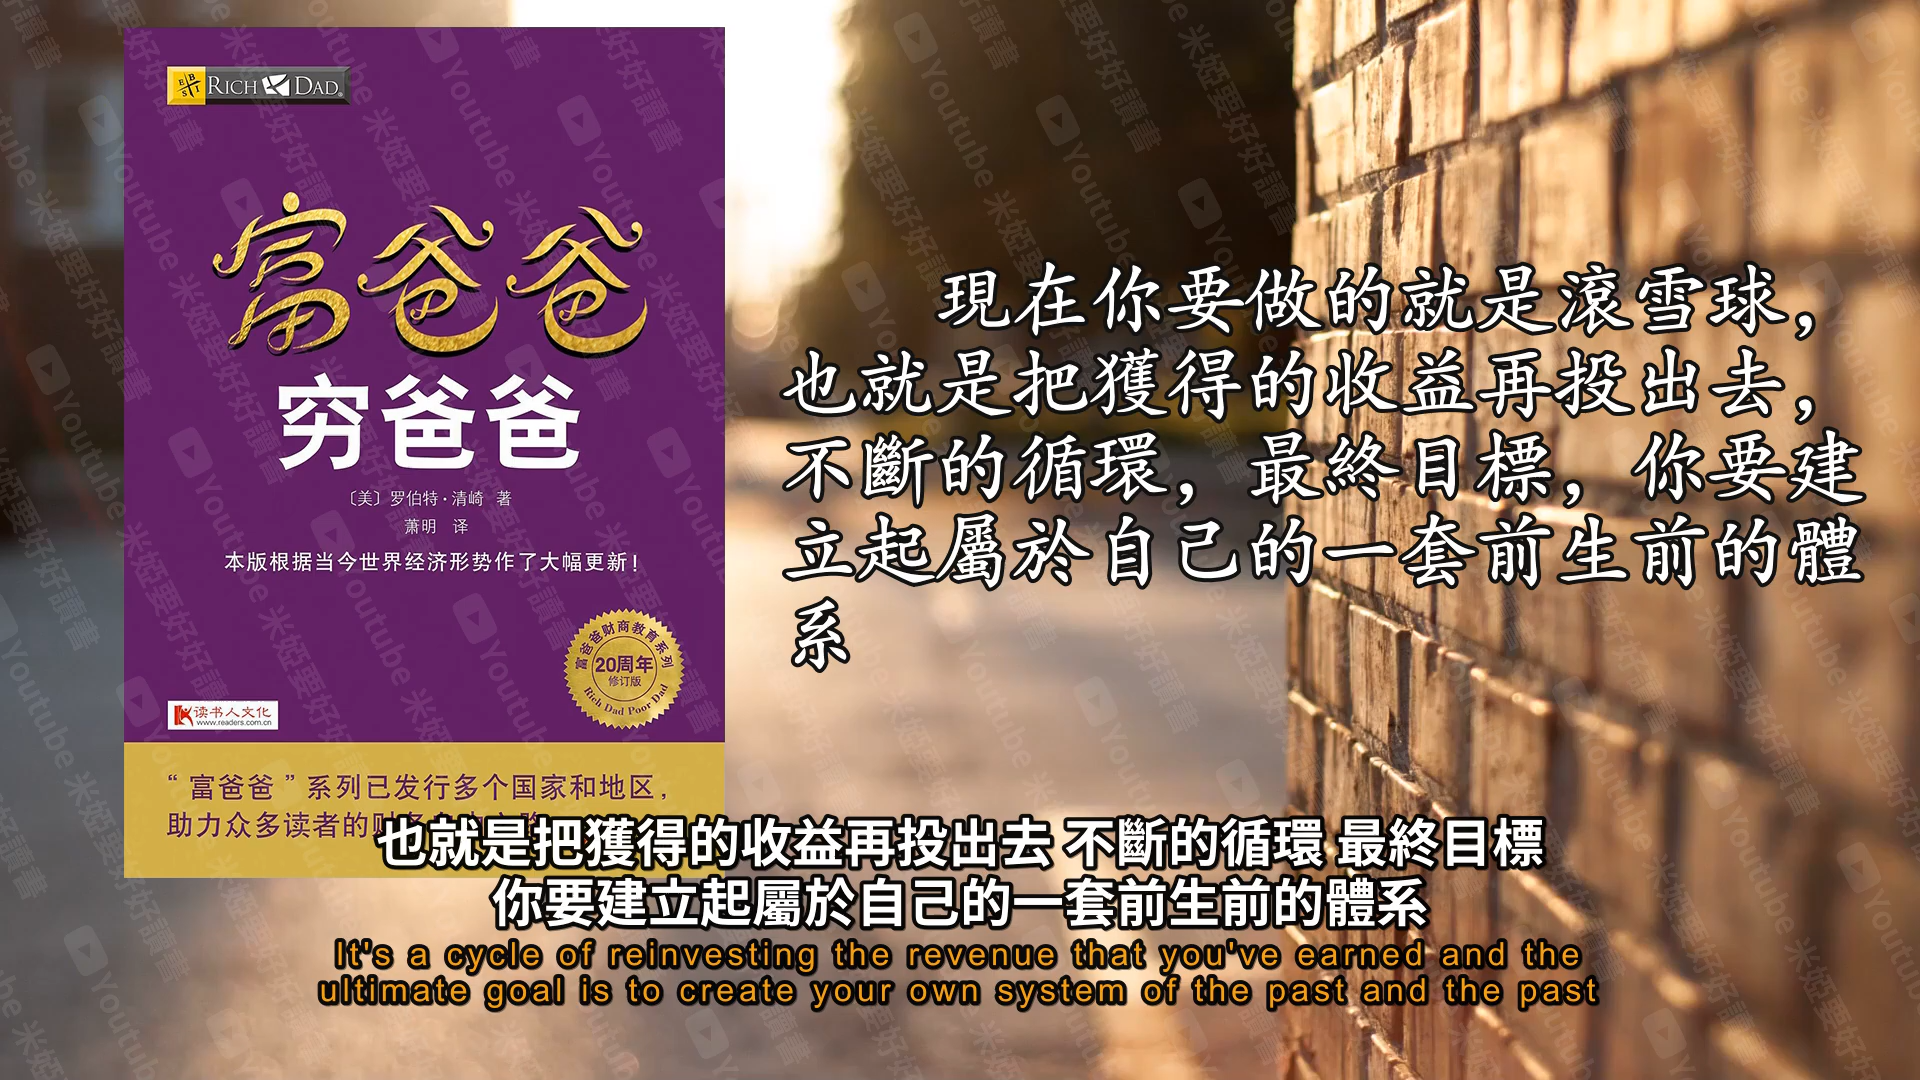 RICH DAD
富爸爸
穷爸爸
〔美〕罗伯特·清崎 著
萧明 译
本版根据当今世界经济形势作了大幅更新!
富爸爸财商教育系列
20周年
修订版
Rich Dad Poor Dad
读书人文化
www.readers.com.cn
“富爸爸”系列已发行多个国家和地区,
助力众多读者的财
現在你要做的就是滾雪球,
也就是把獲得的收益再投出去,
不斷的循環,最終目標,你要建
立起屬於自己的一套前生前的體
系
也就是把獲得的收益再投出去 不斷的循環 最終目標
你要建立起屬於自己的一套前生前的體系
It's a cycle of reinvesting the revenue that you've earned and the
ultimate goal is to create your own system of the past and the past
Youtube 米婭要好好讀書